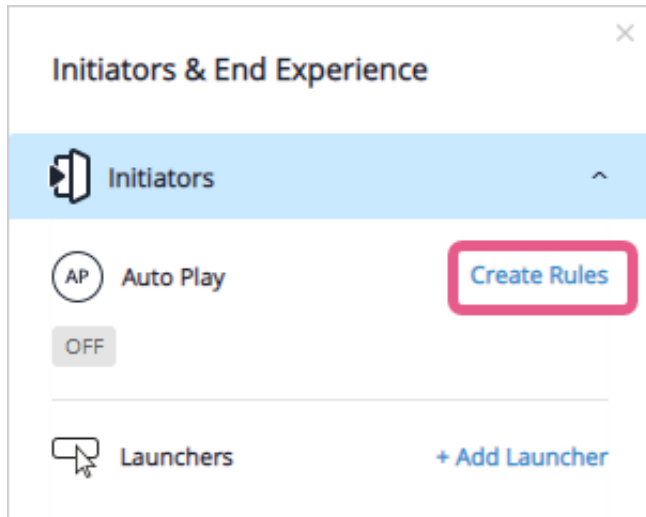 Initiators & End Experience
Initiators
AP Auto Play Create Rules
OFF
Launchers + Add Launcher